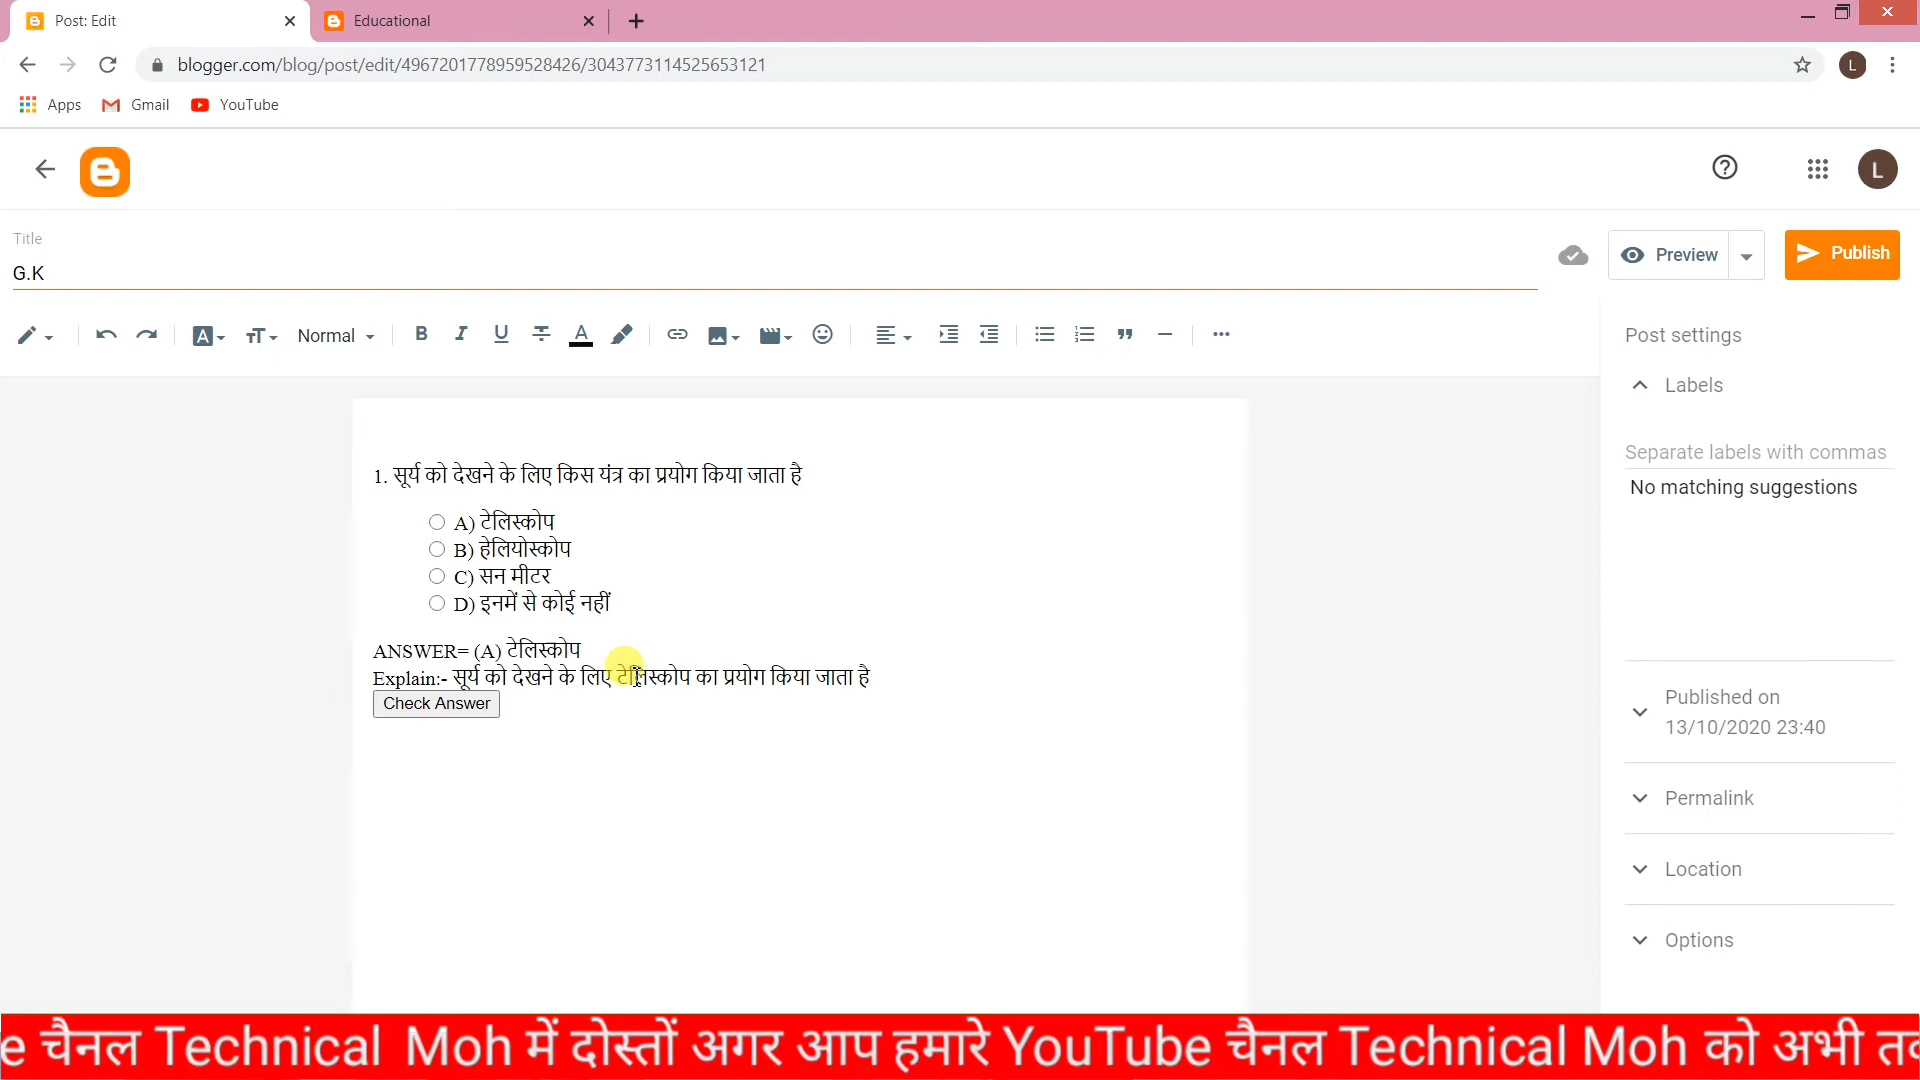 Post: Edit
Educational
blogger.com/blog/post/edit/4967201778959528426/3043773114525653121
L
Apps
Gmail
YouTube
L
Title
G.K
Preview
Publish
Normal
Post settings
Labels
Separate labels with commas
No matching suggestions
1. सूर्य को देखने के लिए किस यंत्र का प्रयोग किया जाता है
A) टेलिस्कोप
B) हेलियोस्कोप
C) सन मीटर
D) इनमें से कोई नहीं
ANSWER= (A) टेलिस्कोप
Explain:- सूर्य को देखने के लिए टेलिस्कोप का प्रयोग किया जाता है
Check Answer
Published on
13/10/2020 23:40
Permalink
Location
Options
e चैनल Technical Moh में दोस्तों अगर आप हमारे YouTube चैनल Technical Moh को अभी